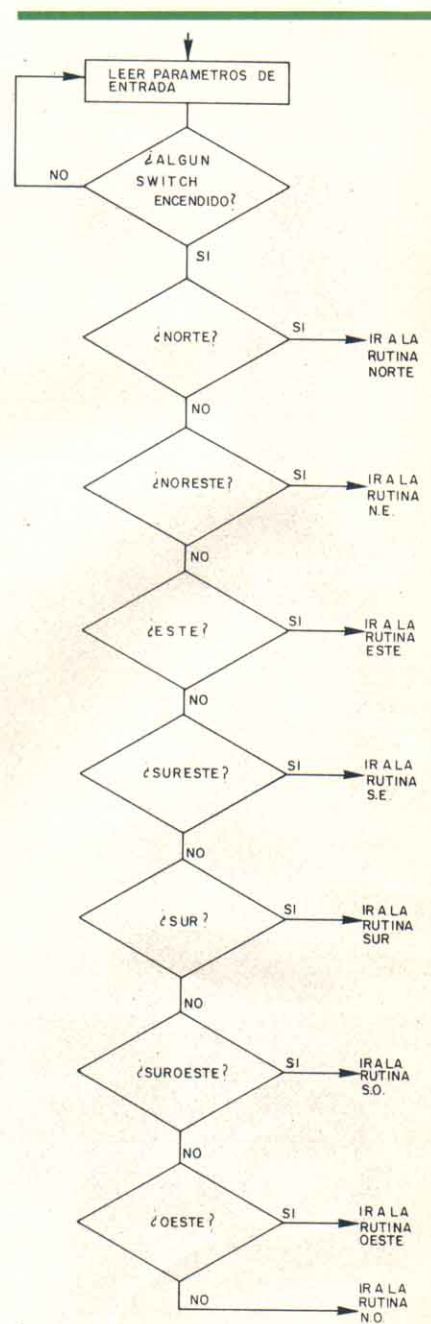 LEER PARAMETROS DE
ENTRADA
¿ALGUN
SWITCH
ENCENDIDO?
NO
SI
¿NORTE?
SI
IR A LA
RUTINA
NORTE
NO
¿NORESTE?
SI
IR A LA
RUTINA
N.E.
NO
¿ESTE?
SI
IR A LA
RUTINA
ESTE
NO
¿SURESTE?
SI
IR A LA
RUTINA
S.E.
NO
¿SUR?
SI
IR A LA
RUTINA
SUR
NO
¿SUROESTE?
SI
IR A LA
RUTINA
S.O.
NO
¿OESTE?
SI
IR A LA
RUTINA
OESTE
NO
IR A LA
RUTINA
N.O.